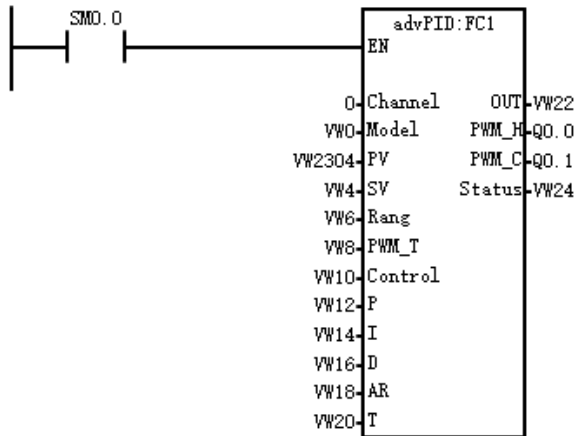 SM0.0
advPID:FC1
EN
0 Channel OUT VW22
VW0 Model PWM_H Q0.0
VW2304 PV PWM_C Q0.1
VW4 SV Status VW24
VW6 Rang
VW8 PWM_T
VW10 Control
VW12 P
VW14 I
VW16 D
VW18 AR
VW20 T